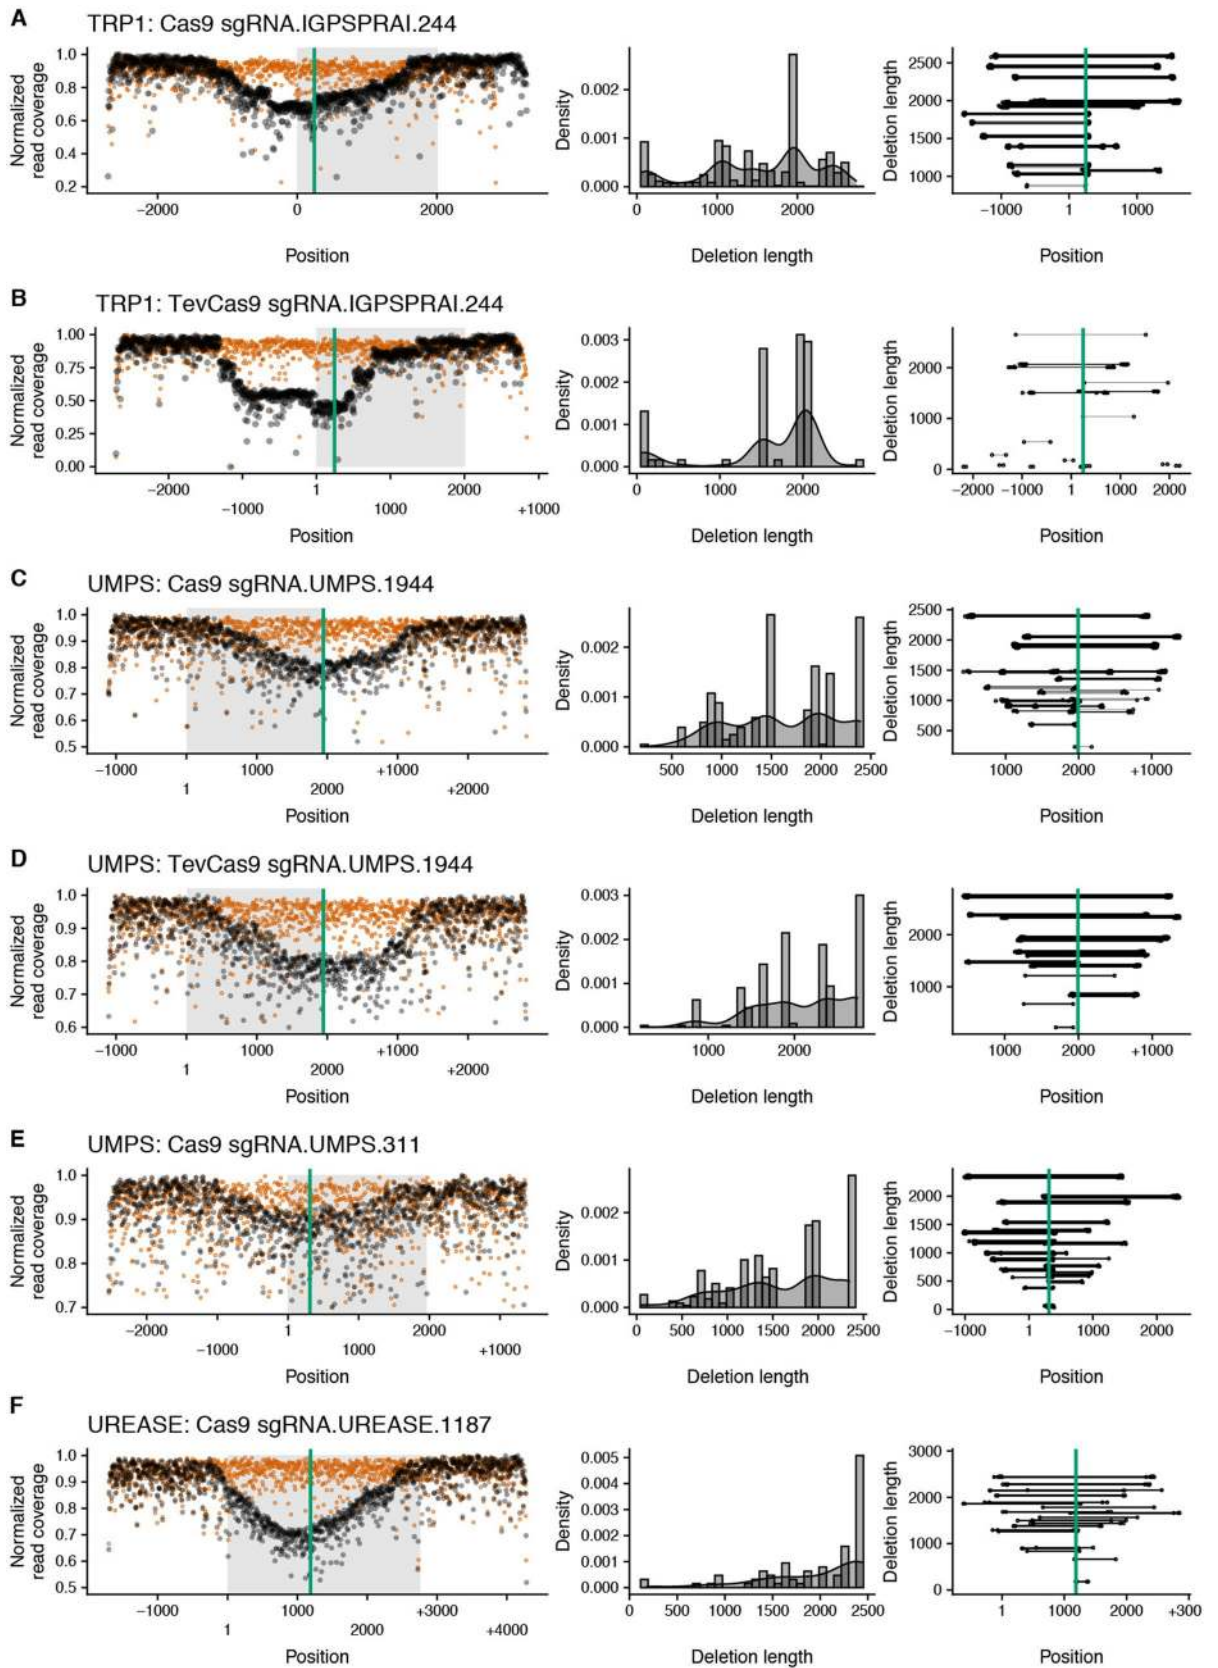 A
TRP1: Cas9 sgRNA.IGPSPRAI.244
Normalized
read coverage
1.0
0.8
0.6
0.4
0.2
−2000 0 2000
Position
Density
0.002
0.001
0.000
0 1000 2000
Deletion length
Deletion length
2500
2000
1500
1000
−1000 1 1000
Position
B
TRP1: TevCas9 sgRNA.IGPSPRAI.244
Normalized
read coverage
1.00
0.75
0.50
0.25
0.00
−2000 1 2000
−1000 1000 +1000
Position
Density
0.003
0.002
0.001
0.000
0 1000 2000
Deletion length
Deletion length
2000
1000
0
−2000 −1000 1 1000 2000
Position
C
UMPS: Cas9 sgRNA.UMPS.1944
Normalized
read coverage
1.0
0.9
0.8
0.7
0.6
0.5
−1000 1000 +1000
1 2000 +2000
Position
Density
0.002
0.001
0.000
500 1000 1500 2000 2500
Deletion length
Deletion length
2500
2000
1500
1000
500
1000 2000 +1000
Position
D
UMPS: TevCas9 sgRNA.UMPS.1944
Normalized
read coverage
1.0
0.9
0.8
0.7
0.6
−1000 1000 +1000
1 2000 +2000
Position
Density
0.003
0.002
0.001
0.000
1000 2000
Deletion length
Deletion length
2000
1000
1000 2000 +1000
Position
E
UMPS: Cas9 sgRNA.UMPS.311
Normalized
read coverage
1.0
0.9
0.8
0.7
−2000 1 2000
−1000 1000 +1000
Position
Density
0.002
0.001
0.000
0 500 1000 1500 2000 2500
Deletion length
Deletion length
2000
1500
1000
500
0
−1000 1 1000 2000
Position
F
UREASE: Cas9 sgRNA.UREASE.1187
Normalized
read coverage
1.0
0.9
0.8
0.7
0.6
0.5
−1000 1000 +3000
1 2000 +4000
Position
Density
0.005
0.004
0.003
0.002
0.001
0.000
0 500 1000 1500 2000 2500
Deletion length
Deletion length
3000
2000
1000
0
1 1000 2000 +300
Position